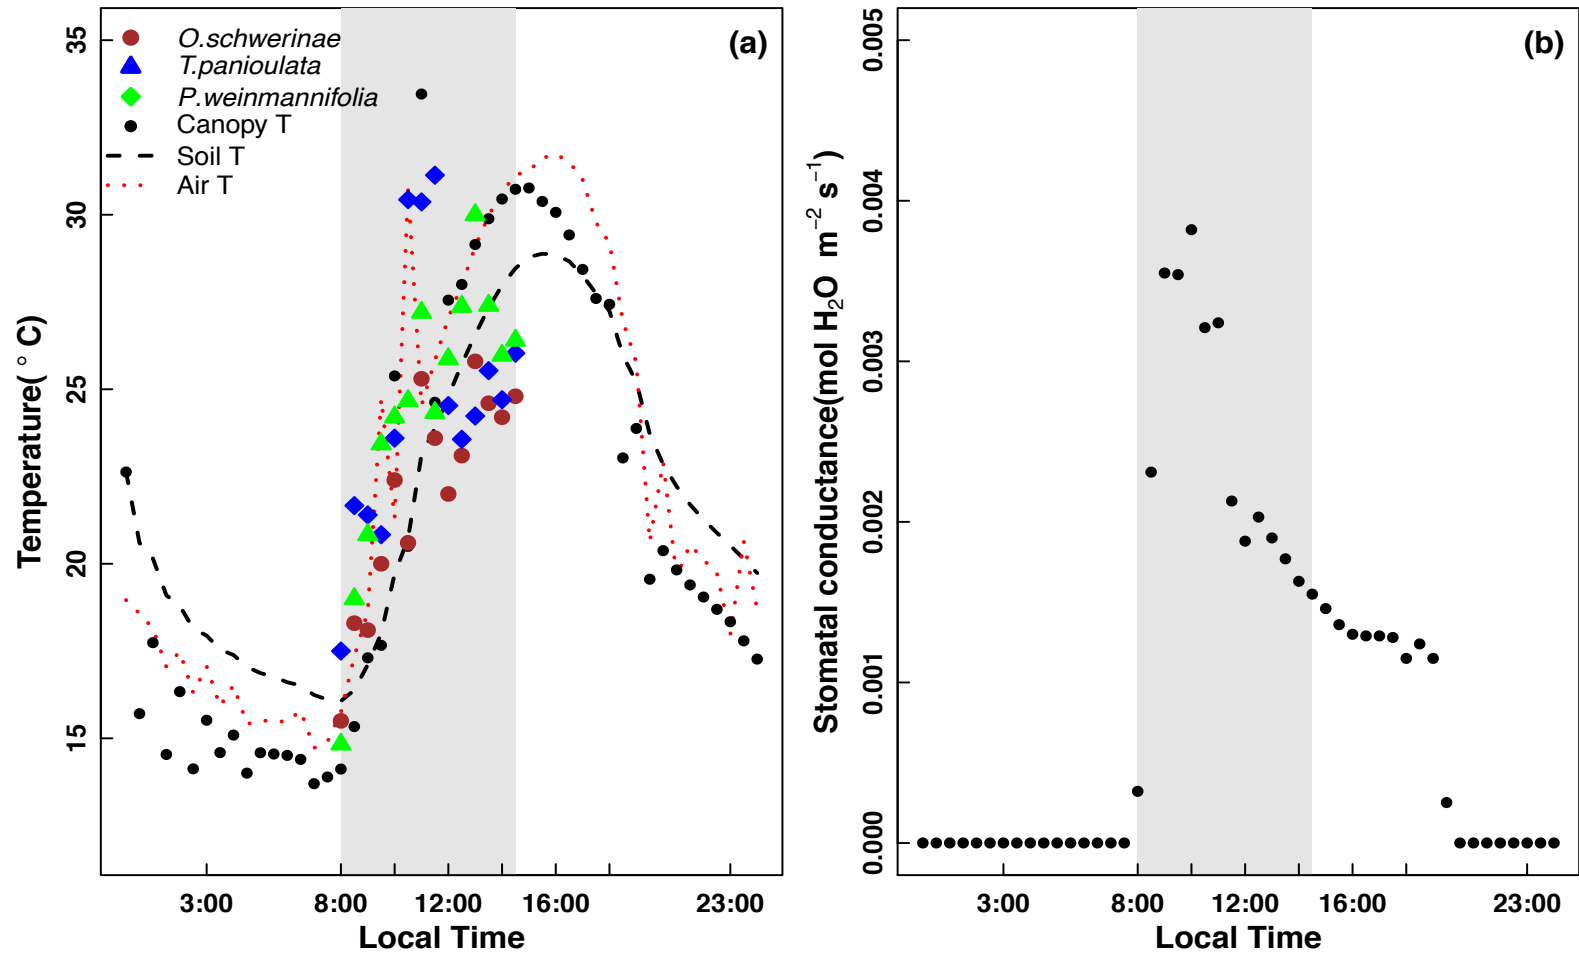 (a)
O.schwerinae
T.panioulata
P.weinmannifolia
Canopy T
Soil T
Air T
Temperature( ° C)
35
30
25
20
15
3:00 8:00 12:00 16:00 23:00
Local Time
(b)
Stomatal conductance(mol H₂O m⁻² s⁻¹)
0.005
0.004
0.003
0.002
0.001
0.000
3:00 8:00 12:00 16:00 23:00
Local Time